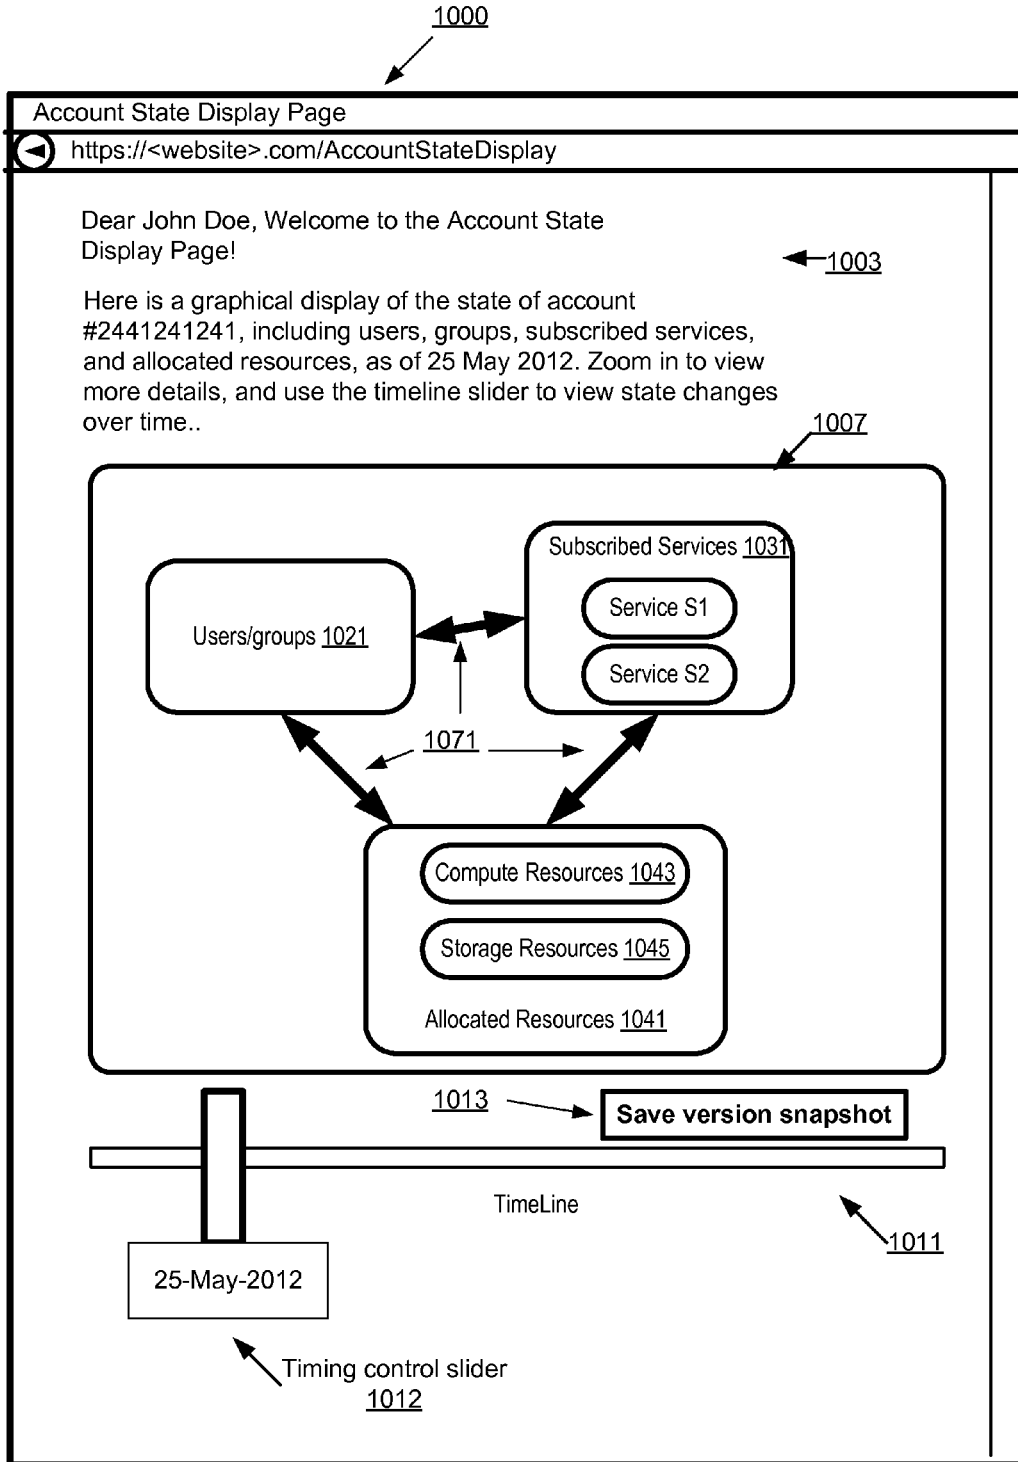 1000
Account State Display Page
https://<website>.com/AccountStateDisplay
Dear John Doe, Welcome to the Account State
Display Page!
1003
Here is a graphical display of the state of account
#2441241241, including users, groups, subscribed services,
and allocated resources, as of 25 May 2012. Zoom in to view
more details, and use the timeline slider to view state changes
over time..
1007
Subscribed Services 1031
Service S1
Users/groups 1021
Service S2
1071
Compute Resources 1043
Storage Resources 1045
Allocated Resources 1041
1013
Save version snapshot
TimeLine
1011
25-May-2012
Timing control slider
1012